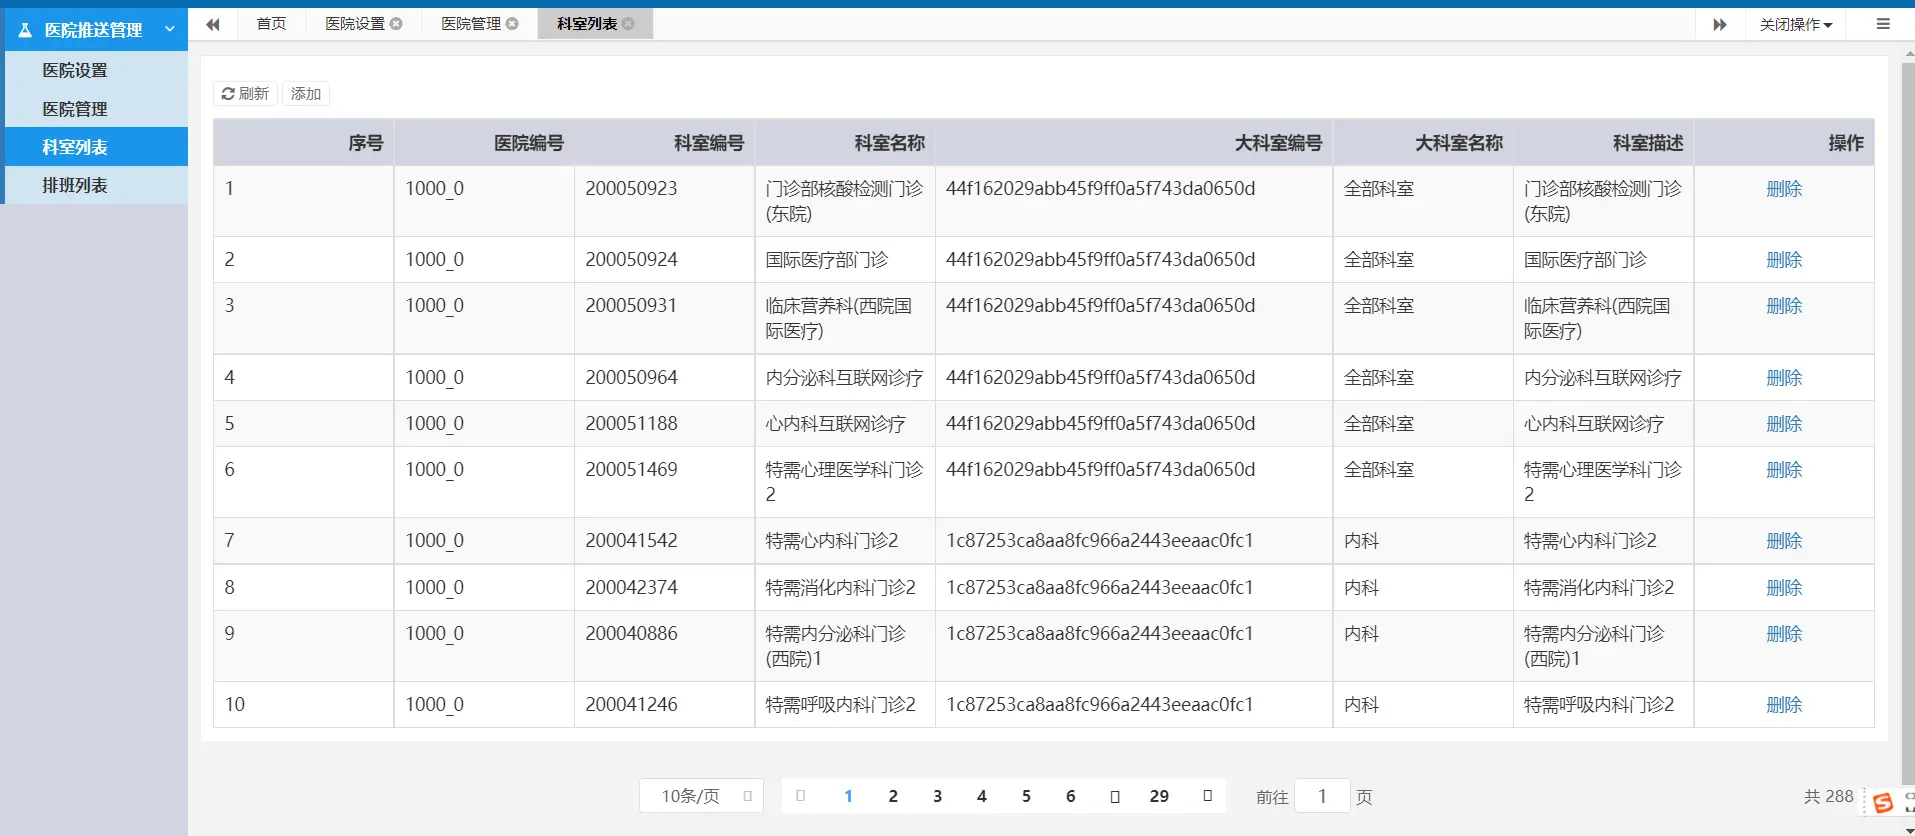 医院推送管理
医院设置
医院管理
科室列表
排班列表
首页 医院设置 医院管理 科室列表 关闭操作
刷新 添加
序号 医院编号 科室编号 科室名称 大科室编号 大科室名称 科室描述 操作
1 1000_0 200050923 门诊部核酸检测门诊 44f162029abb45f9ff0a5f743da0650d 全部科室 门诊部核酸检测门诊 删除
(东院) (东院)
2 1000_0 200050924 国际医疗部门诊 44f162029abb45f9ff0a5f743da0650d 全部科室 国际医疗部门诊 删除
3 1000_0 200050931 临床营养科(西院国 44f162029abb45f9ff0a5f743da0650d 全部科室 临床营养科(西院国 删除
际医疗) 际医疗)
4 1000_0 200050964 内分泌科互联网诊疗 44f162029abb45f9ff0a5f743da0650d 全部科室 内分泌科互联网诊疗 删除
5 1000_0 200051188 心内科互联网诊疗 44f162029abb45f9ff0a5f743da0650d 全部科室 心内科互联网诊疗 删除
6 1000_0 200051469 特需心理医学科门诊 44f162029abb45f9ff0a5f743da0650d 全部科室 特需心理医学科门诊 删除
2 2
7 1000_0 200041542 特需心内科门诊2 1c87253ca8aa8fc966a2443eeaac0fc1 内科 特需心内科门诊2 删除
8 1000_0 200042374 特需消化内科门诊2 1c87253ca8aa8fc966a2443eeaac0fc1 内科 特需消化内科门诊2 删除
9 1000_0 200040886 特需内分泌科门诊 1c87253ca8aa8fc966a2443eeaac0fc1 内科 特需内分泌科门诊 删除
(西院)1 (西院)1
10 1000_0 200041246 特需呼吸内科门诊2 1c87253ca8aa8fc966a2443eeaac0fc1 内科 特需呼吸内科门诊2 删除
10条/页 1 2 3 4 5 6 29 前往 1 页 共 288